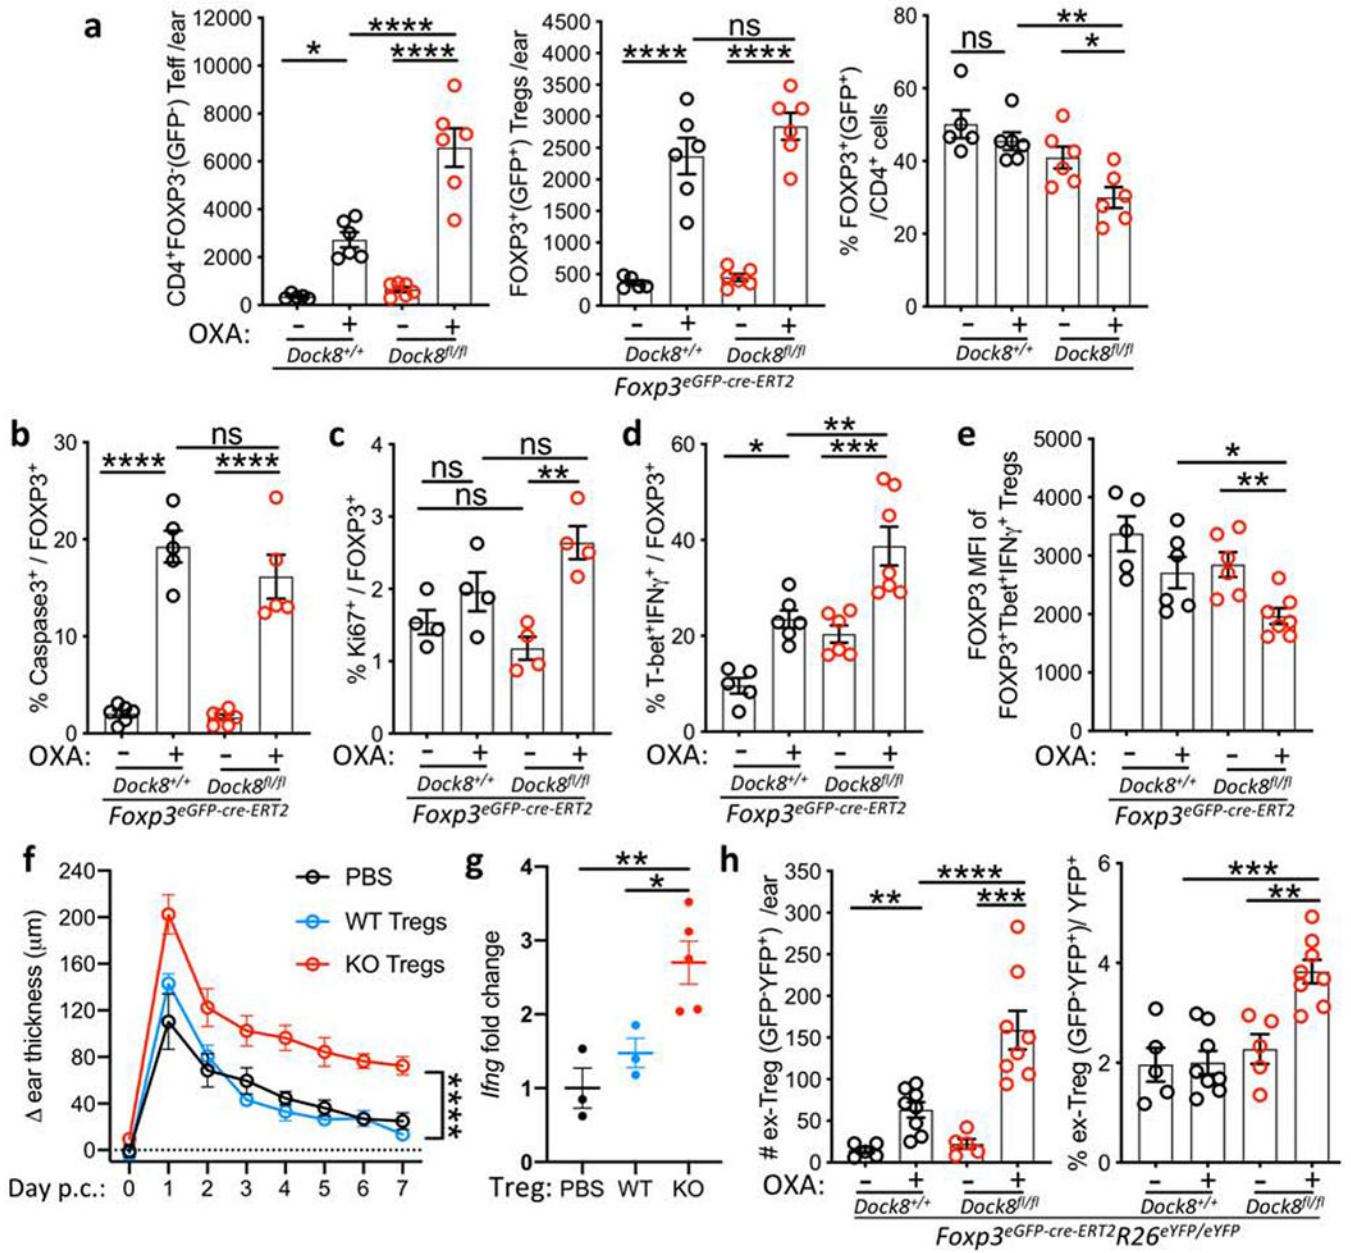 a
CD4+FOXP3-(GFP-) Teff /ear
12000
10000
8000
6000
4000
2000
0
*
****
****
FOXP3+(GFP+) Tregs /ear
4500
4000
3500
3000
2500
2000
1500
1000
500
0
ns
**** ****
% FOXP3+(GFP+)
/CD4+ cells
80
60
40
20
0
**
ns *
OXA: - + - + - + - + - + - +
Dock8+/+ Dock8fl/fl Dock8+/+ Dock8fl/fl Dock8+/+ Dock8fl/fl
Foxp3eGFP-cre-ERT2
b
% Caspase3+ / FOXP3+
30
20
10
0
ns
**** ****
OXA: - + - +
Dock8+/+ Dock8fl/fl
Foxp3eGFP-cre-ERT2
c
% Ki67+ / FOXP3+
4
3
2
1
0
ns
ns **
ns
OXA: - + - +
Dock8+/+ Dock8fl/fl
Foxp3eGFP-cre-ERT2
d
% T-bet+IFNγ+ / FOXP3+
60
40
20
0
**
* ***
OXA: - + - +
Dock8+/+ Dock8fl/fl
Foxp3eGFP-cre-ERT2
e
FOXP3 MFI of
FOXP3+Tbet+IFNγ+ Tregs
5000
4000
3000
2000
1000
0
*
**
OXA: - + - +
Dock8+/+ Dock8fl/fl
Foxp3eGFP-cre-ERT2
f
Δ ear thickness (μm)
240
200
160
120
80
40
0
PBS
WT Tregs
KO Tregs
****
Day p.c.: 0 1 2 3 4 5 6 7
g
Ifng fold change
4
3
2
1
0
**
*
Treg: PBS WT KO
h
# ex-Treg (GFP-YFP+) /ear
350
300
250
200
150
100
50
0
****
** ***
% ex-Treg (GFP-YFP+)/ YFP+
6
4
2
0
***
**
OXA: - + - + - + - +
Dock8+/+ Dock8fl/fl Dock8+/+ Dock8fl/fl
Foxp3eGFP-cre-ERT2R26eYFP/eYFP